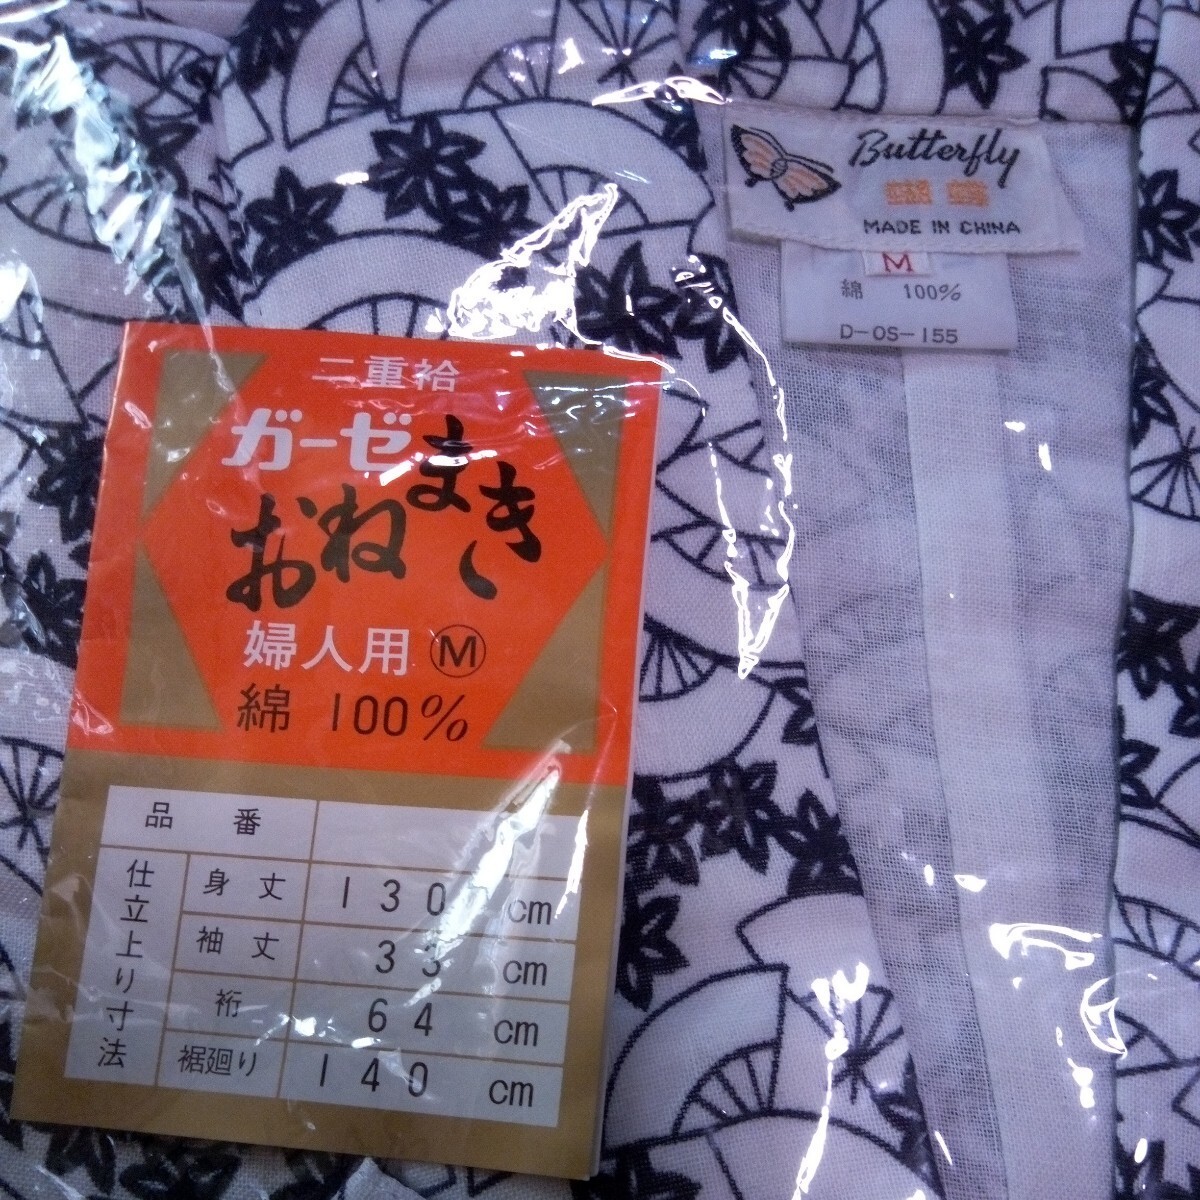 二重袷
ガーゼ
おねまき
婦人用 Ⓜ
綿 100%
品番
仕立上り寸法
身丈 130 cm
袖丈 33 cm
裄 64 cm
裾廻り 140 cm
Butterfly
MADE IN CHINA
M
綿 100%
D-OS-155